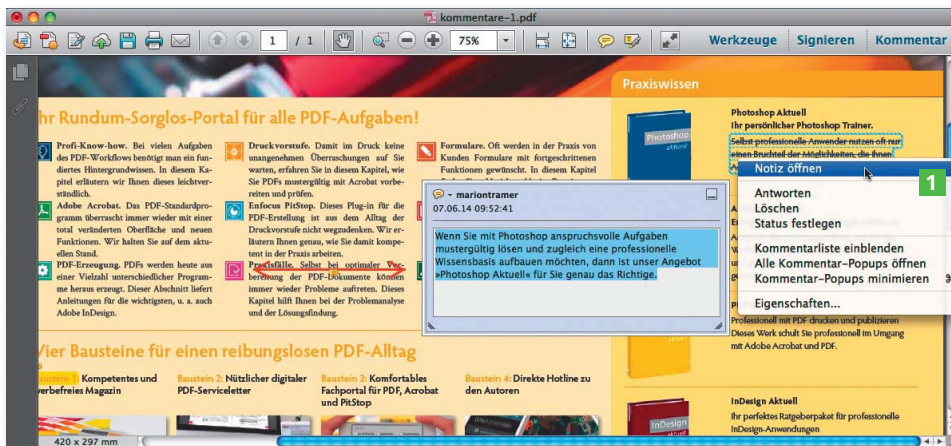 kommentare-1.pdf
1 / 1 75% Werkzeuge Signieren Kommentar
hr Rundum-Sorglos-Portal für alle PDF-Aufgaben!
Profi-Know-how. Bei vielen Aufgaben
des PDF-Workflows benötigt man ein fun-
diertes Hintergrundwissen. In diesem Ka-
pitel erläutern wir Ihnen dieses leichtver-
ständlich.
Adobe Acrobat. Das PDF-Standardpro-
gramm überrascht immer wieder mit einer
total veränderten Oberfläche und neuen
Funktionen. Wir halten Sie auf dem aktu-
ellen Stand.
PDF-Erzeugung. PDFs werden heute aus
einer Vielzahl unterschiedlicher Program-
me heraus erzeugt. Dieser Abschnitt liefert
Anleitungen für die wichtigsten, u. a. auch
Adobe InDesign.
Druckvorstufe. Damit im Druck keine
unangenehmen Überraschungen auf Sie
warten, erfahren Sie in diesem Kapitel, wie
Sie PDFs mustergültig mit Acrobat vorbe-
reiten und prüfen.
Enfocus PitStop. Dieses Plug-in für die
PDF-Erstellung ist aus dem Alltag der
Druckvorstufe nicht wegzudenken. Wir er-
läutern Ihnen genau, wie Sie damit kompe-
tent in der Praxis arbeiten.
Praxisfälle. Selbst bei optimaler Vor-
bereitung der PDF-Dokumente können
immer wieder Probleme auftreten. Dieses
Kapitel hilft Ihnen bei der Problemanalyse
und der Lösungsfindung.
Formulare. Oft werden in der Praxis von
Kunden Formulare mit fortgeschrittenen
Funktionen gewünscht. In diesem Kapitel
mariontramer
07.06.14 09:52:41
Wenn Sie mit Photoshop anspruchsvolle Aufgaben
mustergültig lösen und zugleich eine professionelle
Wissensbasis aufbauen möchten, dann ist unser Angebot
»Photoshop Aktuell« für Sie genau das Richtige.
Praxiswissen
Photoshop
aktuell
Photoshop Aktuell
Ihr persönlicher Photoshop Trainer.
Selbst professionelle Anwender nutzen oft nur
einen Bruchteil der Möglichkeiten, die Ihnen
Notiz öffnen
1
Antworten
Löschen
Status festlegen
Kommentarliste einblenden
Alle Kommentar-Popups öffnen
Kommentar-Popups minimieren
Eigenschaften...
Professionell mit PDF drucken und publizieren
Dieses Werk schult Sie professionell im Umgang
mit Adobe Acrobat und PDF.
InDesign
aktuell
InDesign Aktuell
Ihr perfektes Ratgeberpaket für professionelle
InDesign-Anwendungen
Vier Bausteine für einen reibungslosen PDF-Alltag
Baustein 1: Kompetentes und
werbefreies Magazin
Baustein 2: Nützlicher digitaler
PDF-Serviceletter
Baustein 3: Komfortables
Fachportal für PDF, Acrobat
und PitStop
Baustein 4: Direkte Hotline zu
den Autoren
420 x 297 mm